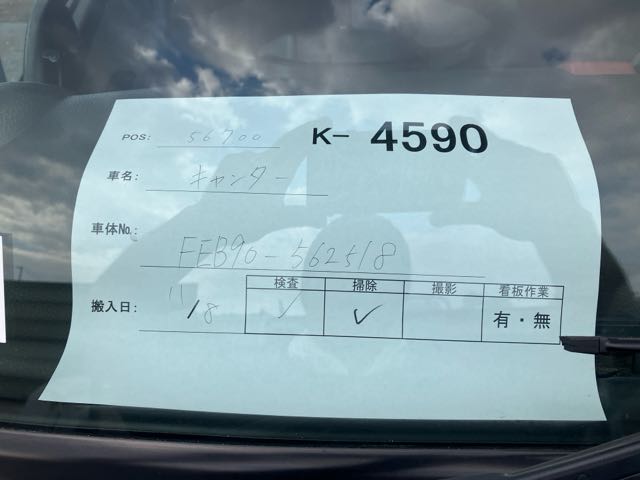 POS: 56700 K- 4590
車名: キャンター
車体№: FEB90-562518
検査 掃除 撮影 看板作業
搬入日: 11/8 ✓ ✓ 有・無